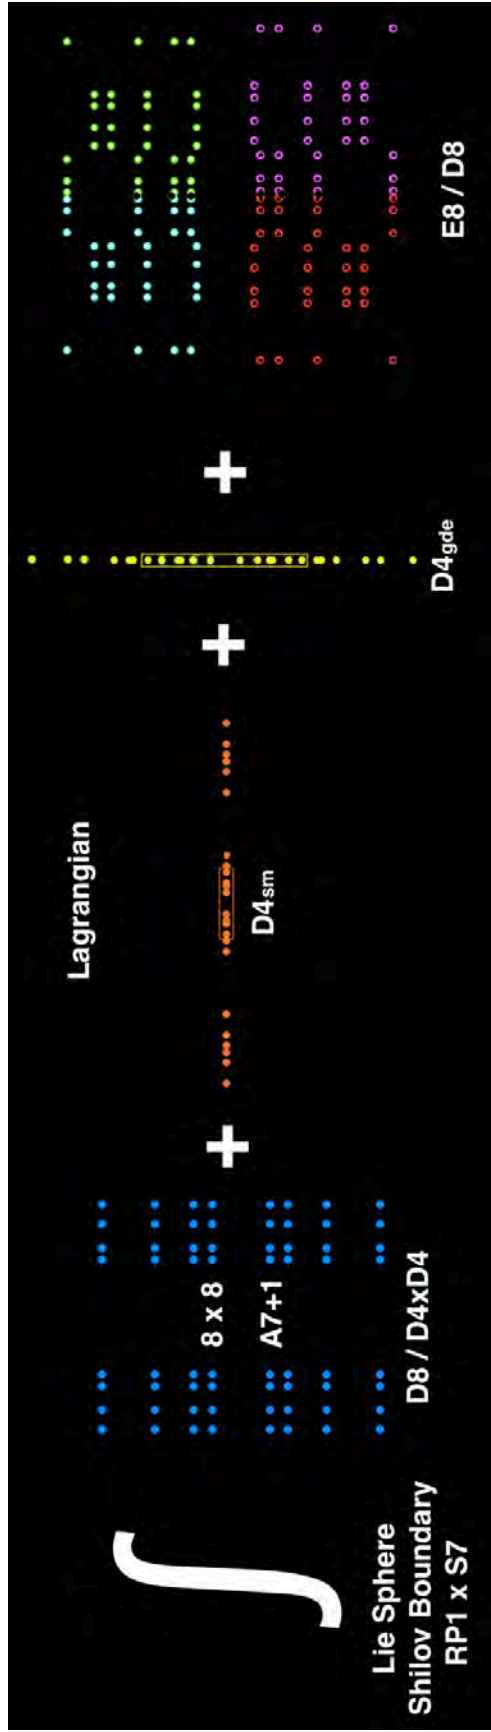 Lagrangian
∫
8 x 8
A7+1
+
+
+
Lie Sphere
Shilov Boundary
RP1 x S7
D8 / D4xD4
D4sm
D4gde
E8 / D8